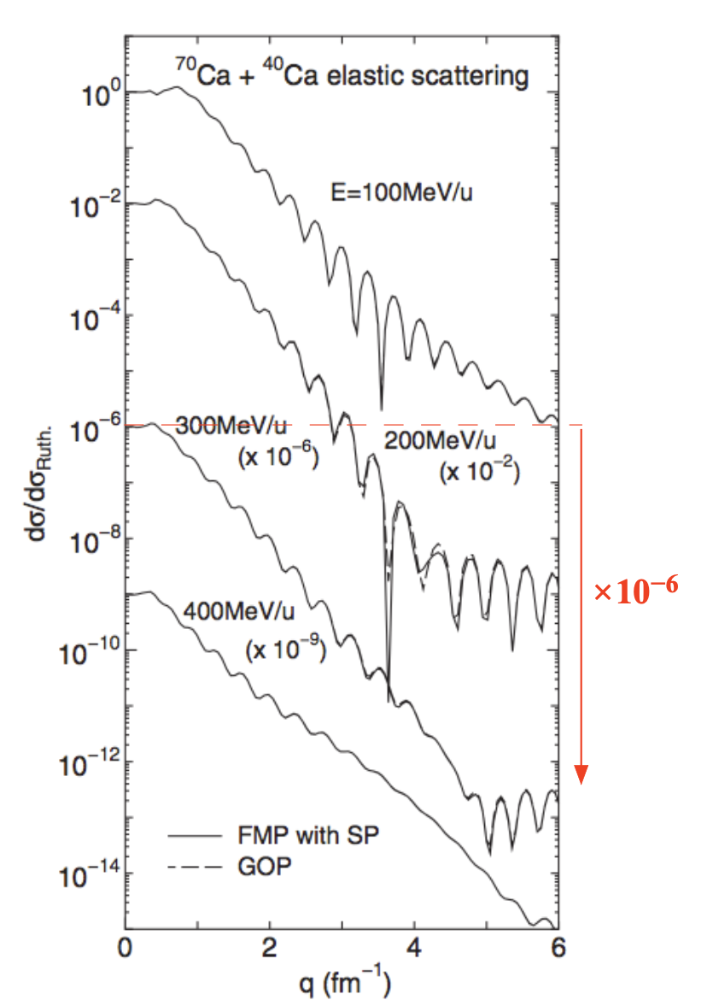 ⁷⁰Ca + ⁴⁰Ca elastic scattering
10⁰
E=100MeV/u
10⁻²
10⁻⁴
10⁻⁶
300MeV/u
(x 10⁻⁶)
200MeV/u
(x 10⁻²)
dσ/dσRuth.
10⁻⁸
×10⁻⁶
400MeV/u
(x 10⁻⁹)
10⁻¹⁰
10⁻¹²
FMP with SP
GOP
10⁻¹⁴
0 2 4 6
q (fm⁻¹)